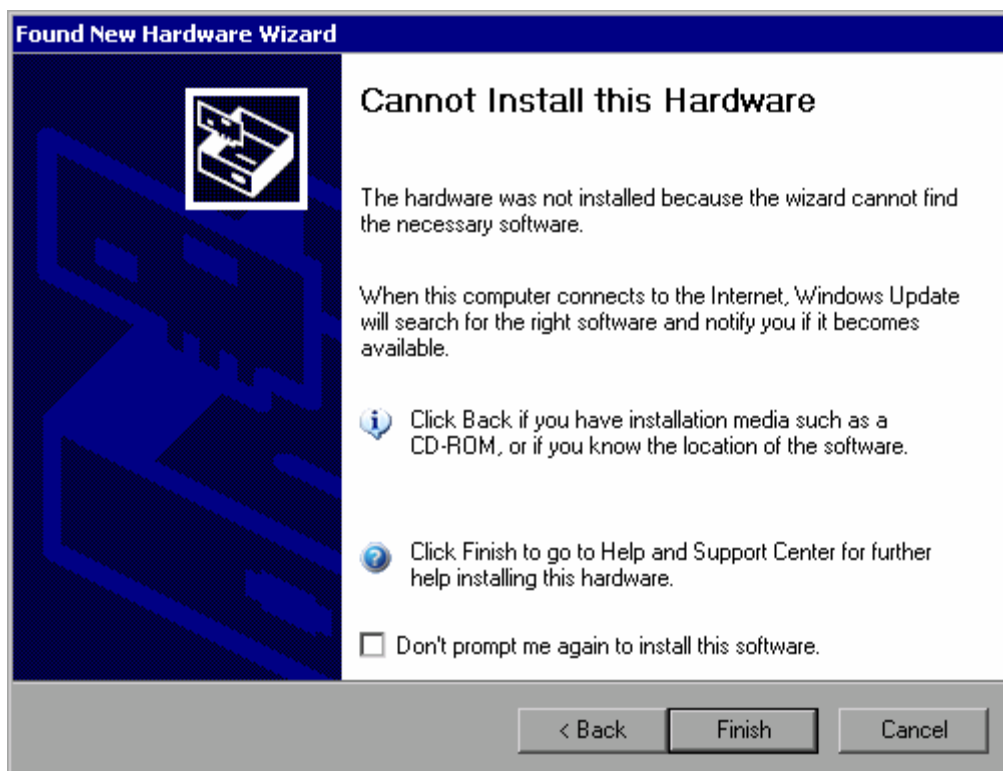 Found New Hardware Wizard
Cannot Install this Hardware
The hardware was not installed because the wizard cannot find
the necessary software.
When this computer connects to the Internet, Windows Update
will search for the right software and notify you if it becomes
available.
Click Back if you have installation media such as a
CD-ROM, or if you know the location of the software.
Click Finish to go to Help and Support Center for further
help installing this hardware.
Don't prompt me again to install this software.
< Back Finish Cancel